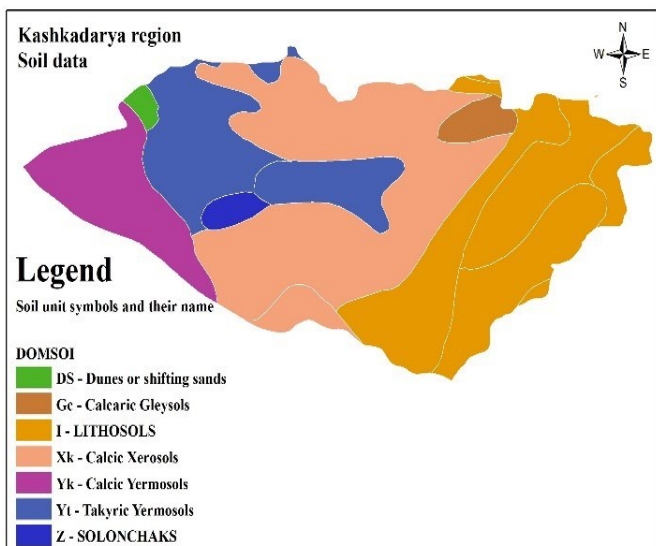 Kashkadarya region
Soil data
N
W E
S
Legend
Soil unit symbols and their name
DOMSOI
DS - Dunes or shifting sands
Gc - Calcaric Gleysols
I - LITHOSOLS
Xk - Calcic Xerosols
Yk - Calcic Yermosols
Yt - Takyric Yermosols
Z - SOLONCHAKS